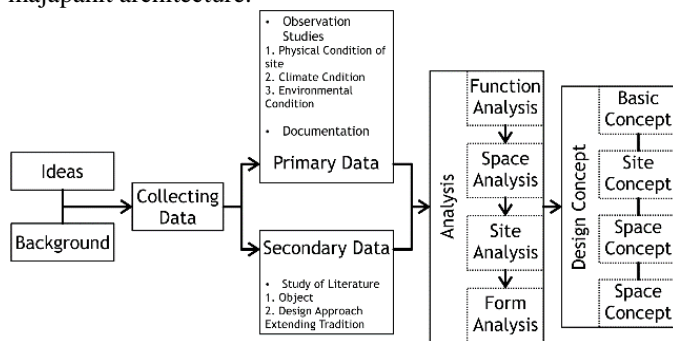 majapahit architecture.
Ideas
Background
Collecting
Data
• Observation
Studies
1. Physical Condition of
site
2. Climate Cndition
3. Environmental
Condition
• Documentation
Primary Data
Secondary Data
• Study of Literature
1. Object
2. Design Approach
Extending Tradition
Analysis
Function
Analysis
Space
Analysis
Site
Analysis
Form
Analysis
Design Concept
Basic
Concept
Site
Concept
Space
Concept
Space
Concept